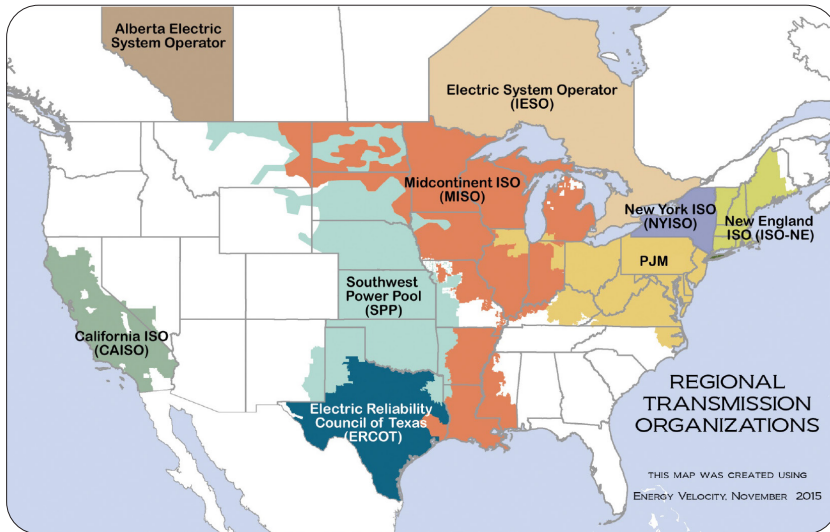 Alberta Electric
System Operator
Electric System Operator
(IESO)
Midcontinent ISO
(MISO)
New York ISO
(NYISO)
New England
ISO (ISO-NE)
PJM
Southwest
Power Pool
(SPP)
California ISO
(CAISO)
Electric Reliability
Council of Texas
(ERCOT)
REGIONAL
TRANSMISSION
ORGANIZATIONS
THIS MAP WAS CREATED USING
ENERGY VELOCITY, NOVEMBER 2015